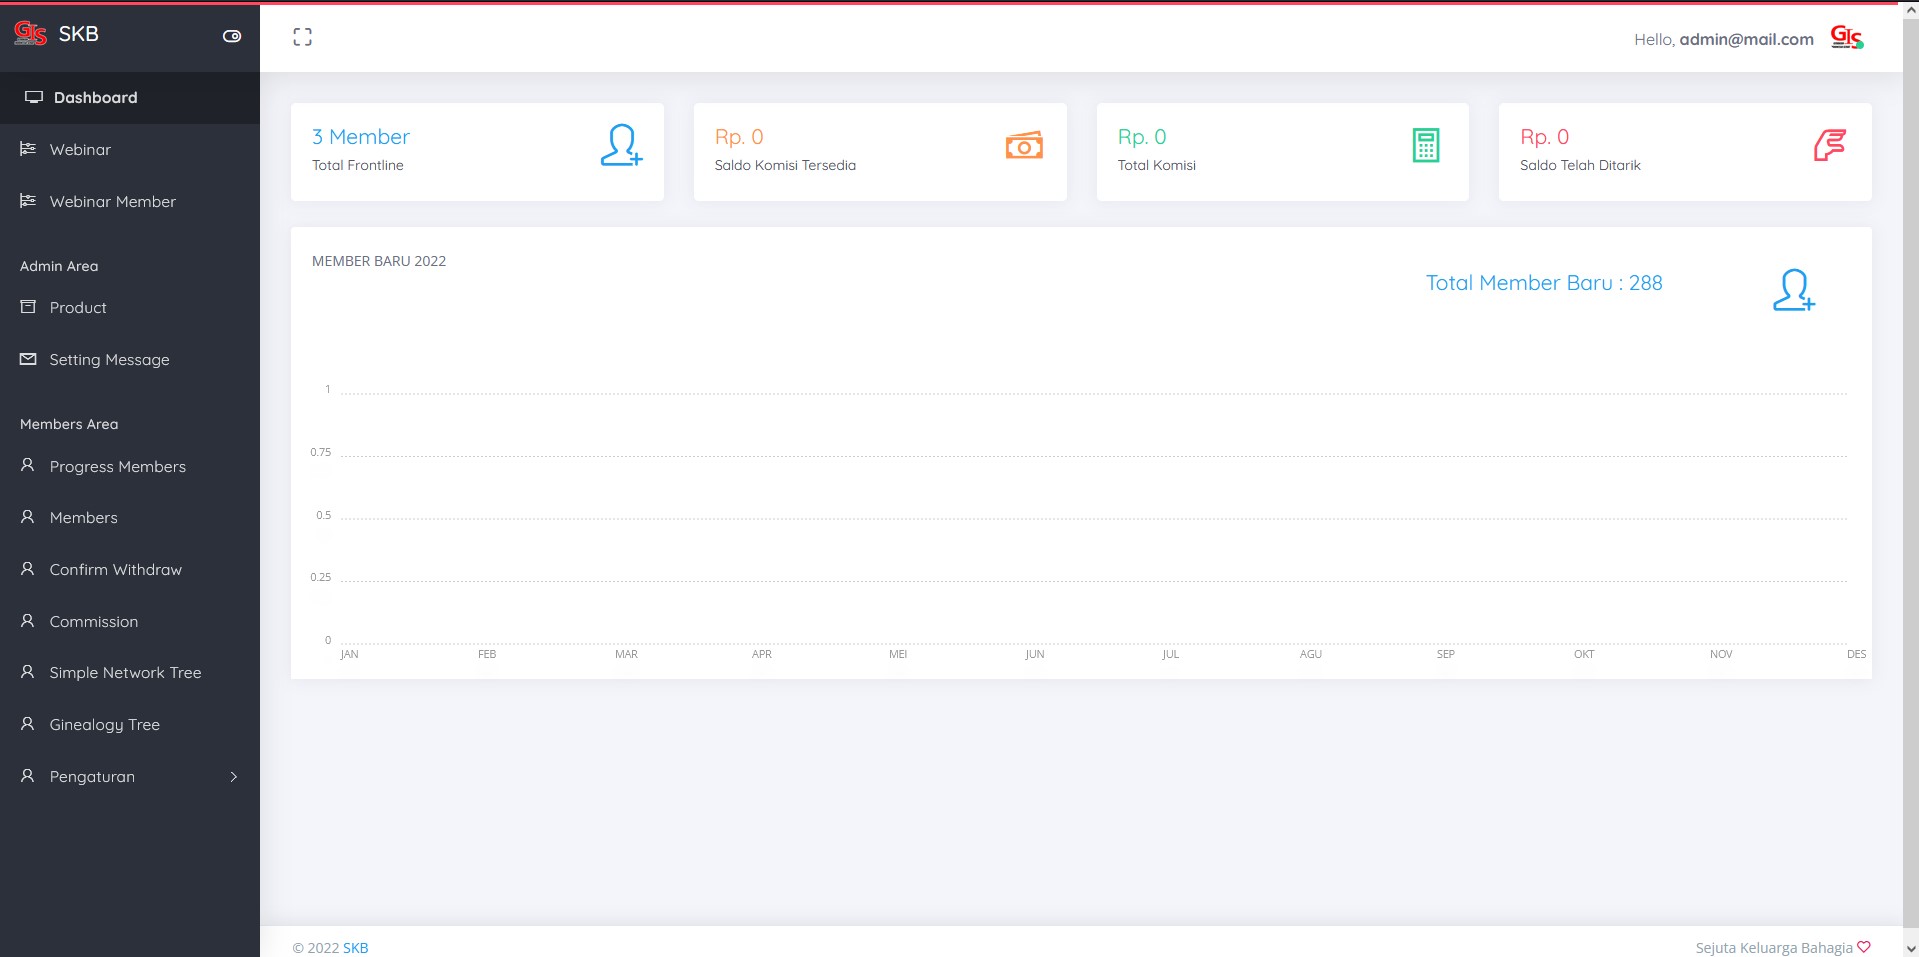 GIS SKB
Hello, admin@mail.com GIS
Dashboard
Webinar
Webinar Member
Admin Area
Product
Setting Message
Members Area
Progress Members
Members
Confirm Withdraw
Commission
Simple Network Tree
Ginealogy Tree
Pengaturan
3 Member
Total Frontline
Rp. 0
Saldo Komisi Tersedia
Rp. 0
Total Komisi
Rp. 0
Saldo Telah Ditarik
MEMBER BARU 2022
Total Member Baru : 288
1
0.75
0.5
0.25
0
JAN FEB MAR APR MEI JUN JUL AGU SEP OKT NOV DES
© 2022 SKB
Sejuta Keluarga Bahagia